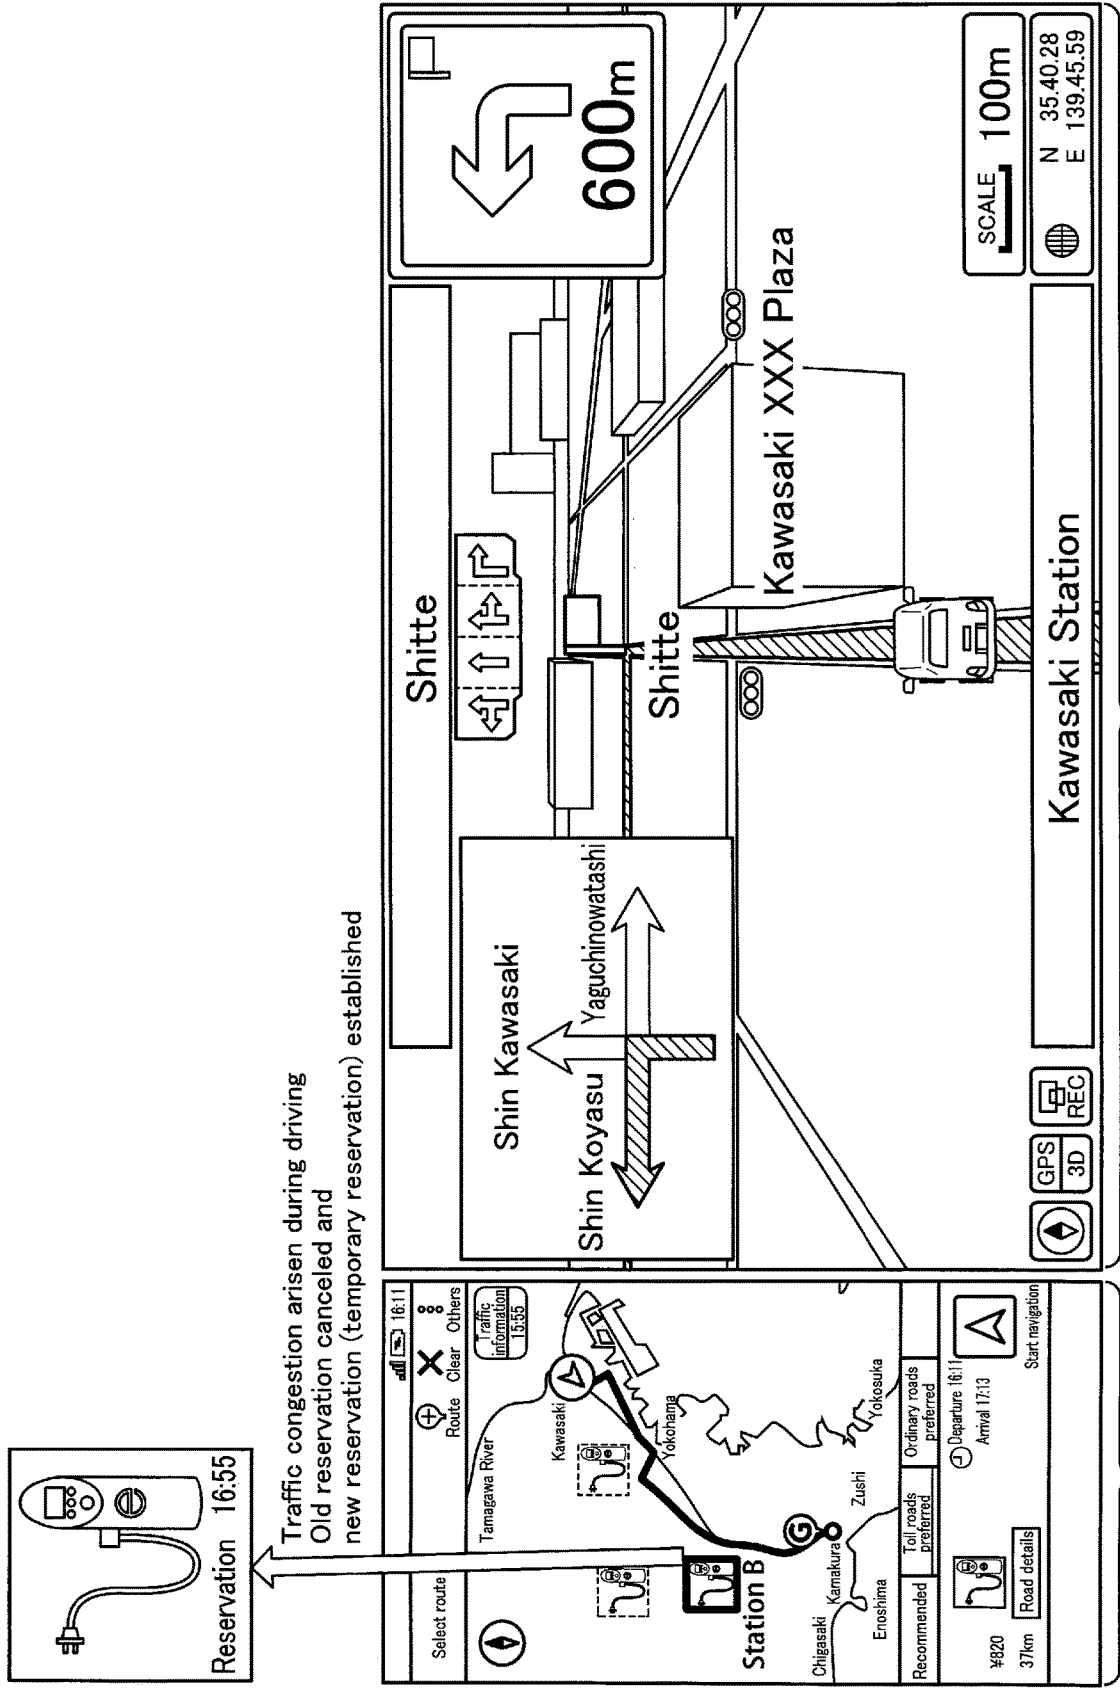 Reservation 16:55
Traffic congestion arisen during driving
Old reservation canceled and
new reservation (temporary reservation) established
16:11
Select route
Route
Clear
Others
Traffic
information
15:55
Tamagawa River
Kawasaki
Yokohama
Station B
G
Chigasaki
Kamakura
Zushi
Yokosuka
Enoshima
Recommended
Toll roads
preferred
Ordinary roads
preferred
¥820
37km
Road details
Departure 16:11
Arrival 17:13
Start navigation
Shitte
600m
Shin Kawasaki
Shin Koyasu
Yaguchinowatashi
Shitte
Kawasaki XXX Plaza
SCALE 100m
GPS
3D
REC
Kawasaki Station
N 35.40.28
E 139.45.59